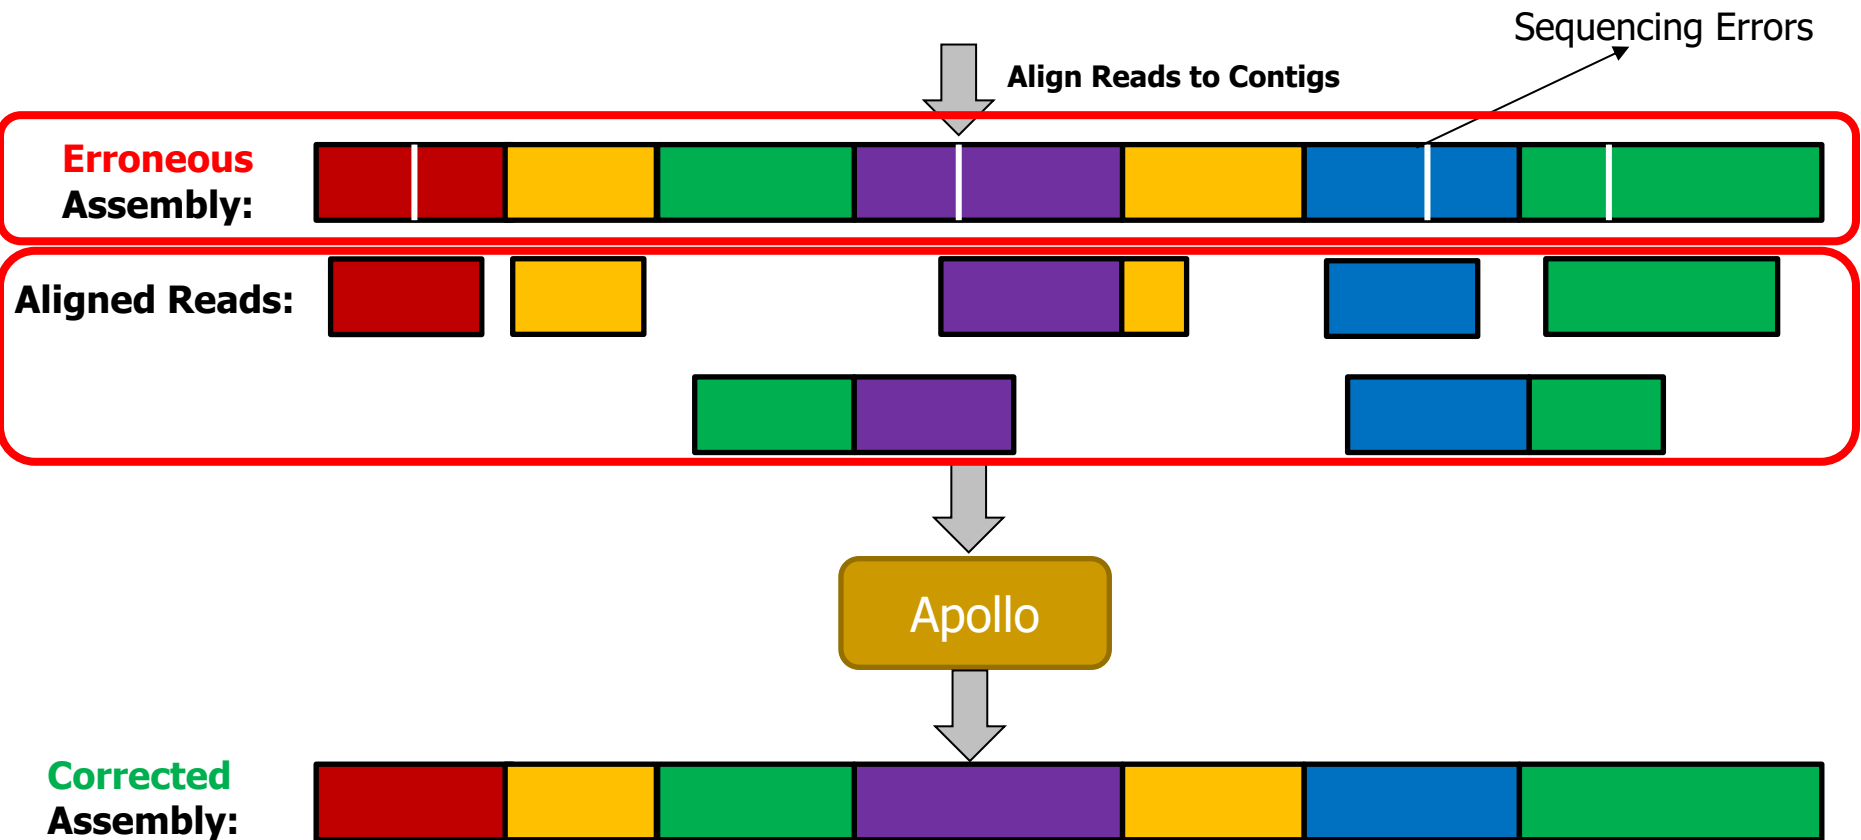 Sequencing Errors
Align Reads to Contigs
Erroneous
Assembly:
Aligned Reads:
Apollo
Corrected
Assembly: